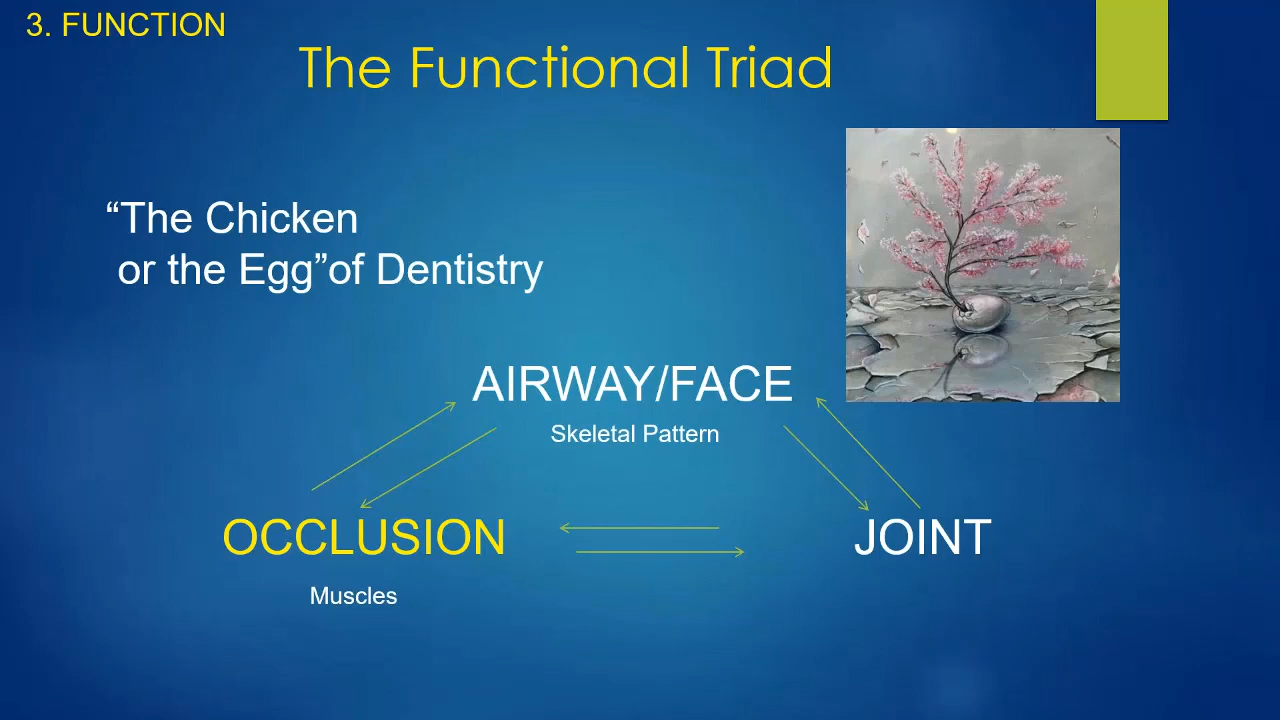 3. FUNCTION
The Functional Triad
“The Chicken
or the Egg”of Dentistry
AIRWAY/FACE
Skeletal Pattern
OCCLUSION
JOINT
Muscles